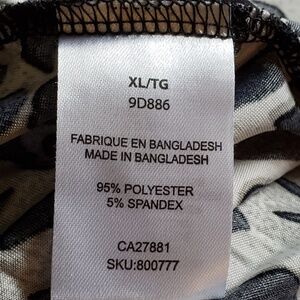 XL/TG
9D886
FABRIQUE EN BANGLADESH
MADE IN BANGLADESH
95% POLYESTER
5% SPANDEX
CA27881
SKU:800777